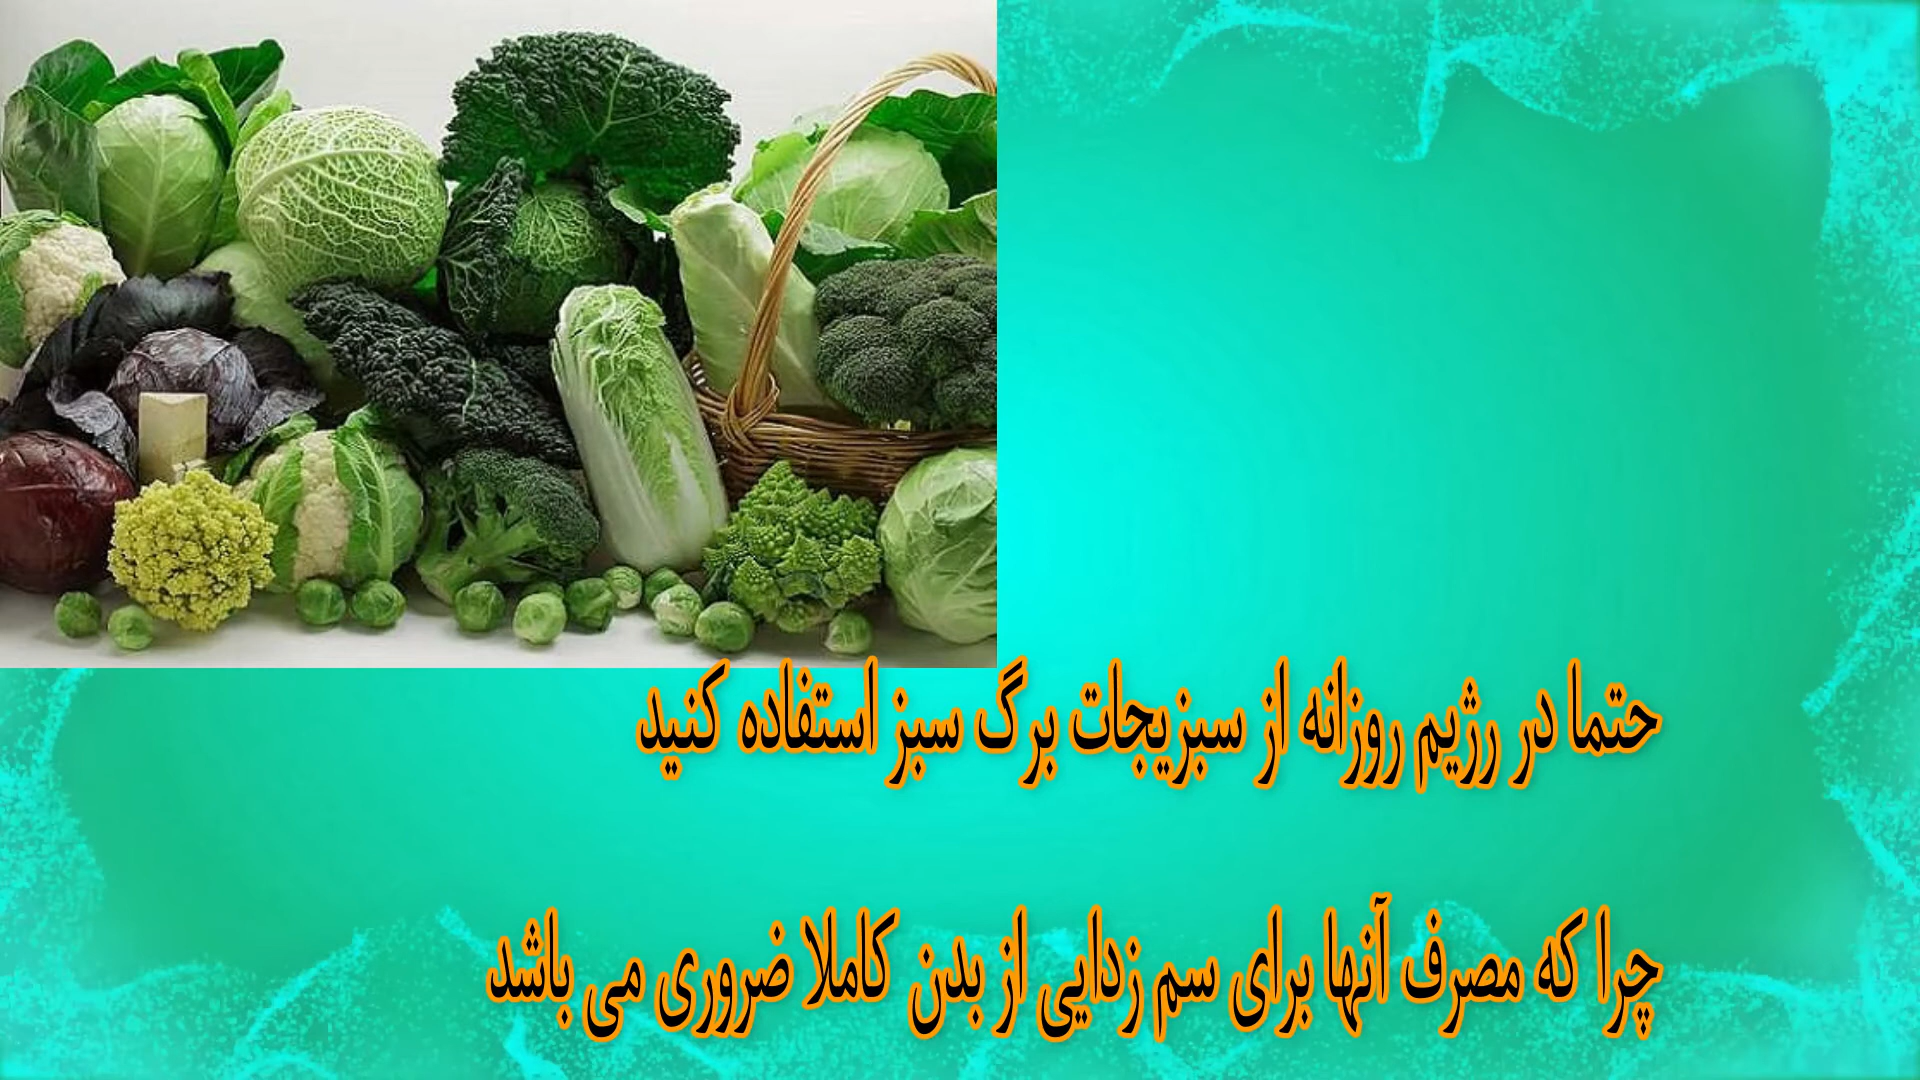 حتما در رژیم روزانه از سبزیجات برگ سبز استفاده کنید
چرا که مصرف آنها برای سم زدایی از بدن کاملا ضروری می باشد